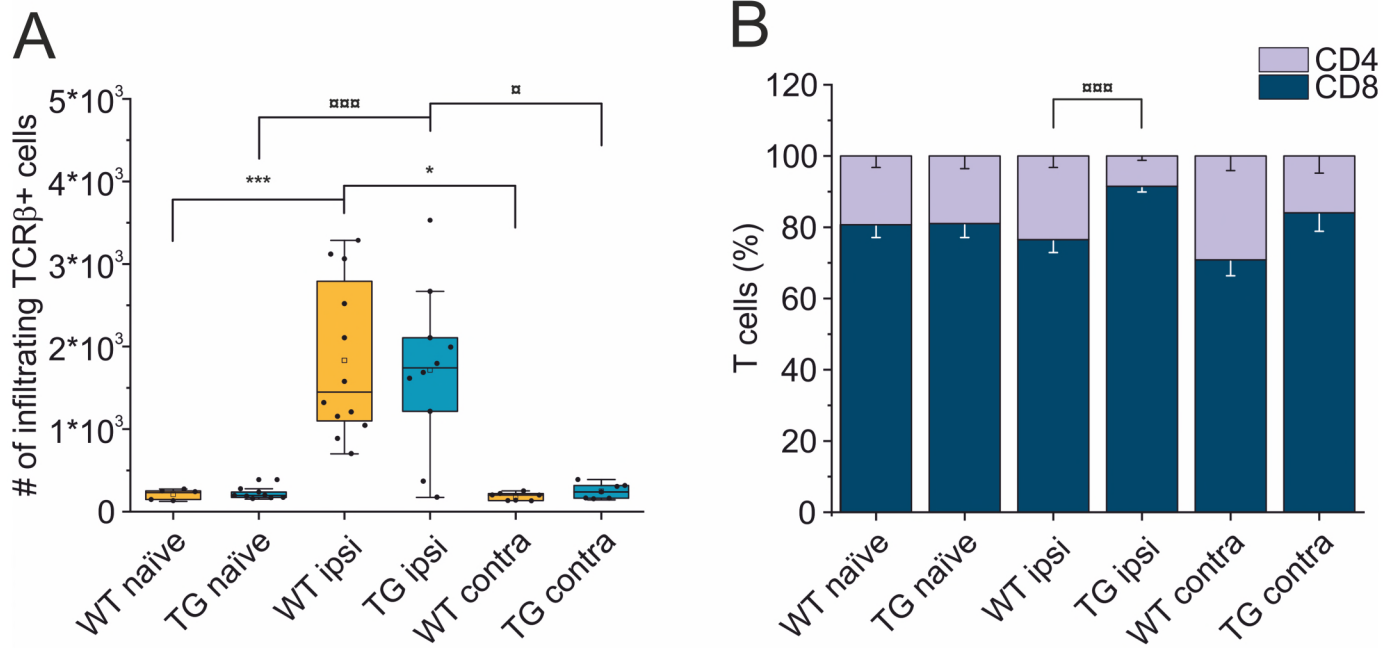 A
# of infiltrating TCRβ+ cells
5*10³
4*10³
3*10³
2*10³
1*10³
0
¤¤¤
¤
***
*
WT naïve
TG naïve
WT ipsi
TG ipsi
WT contra
TG contra
B
CD4
CD8
T cells (%)
120
100
80
60
40
20
0
¤¤¤
WT naïve
TG naïve
WT ipsi
TG ipsi
WT contra
TG contra